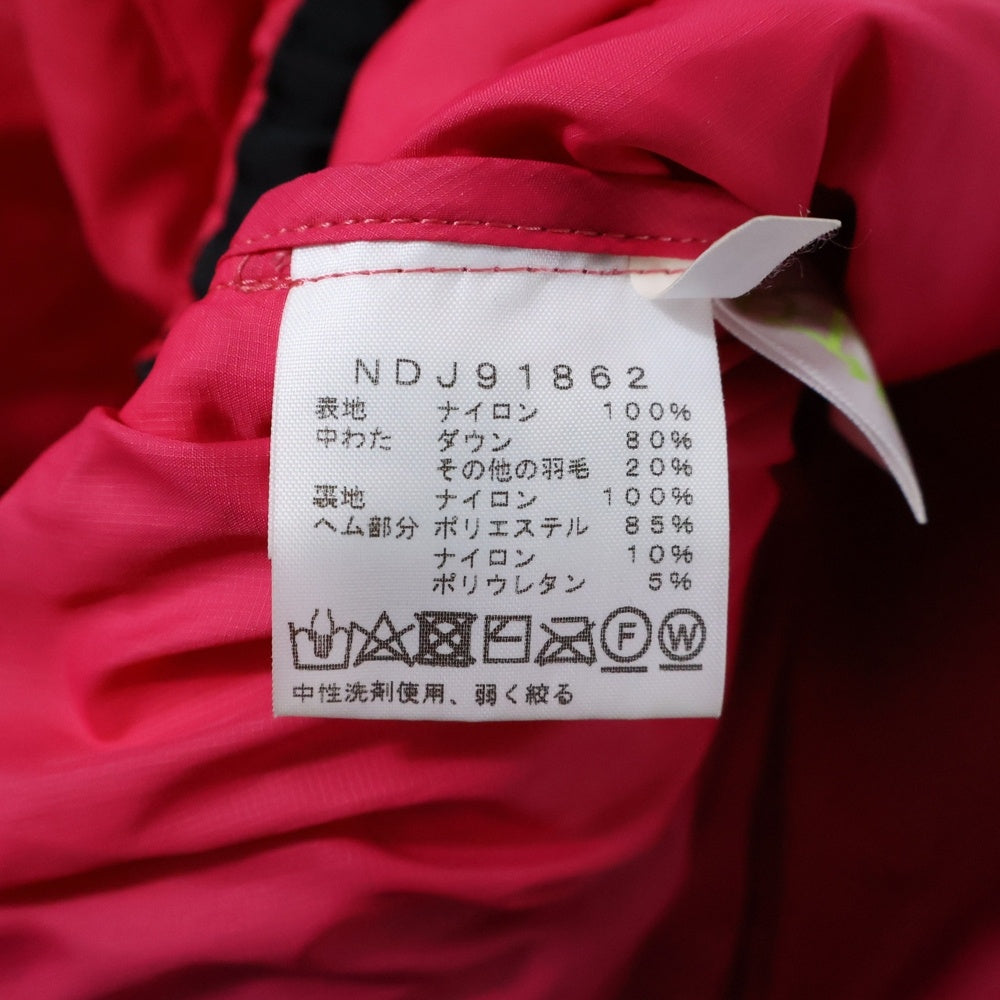 NDJ91862
表地 ナイロン 100%
中わた ダウン 80%
その他の羽毛 20%
裏地 ナイロン 100%
ヘム部分 ポリエステル 85%
ナイロン 10%
ポリウレタン 5%
F W
中性洗剤使用、弱く絞る